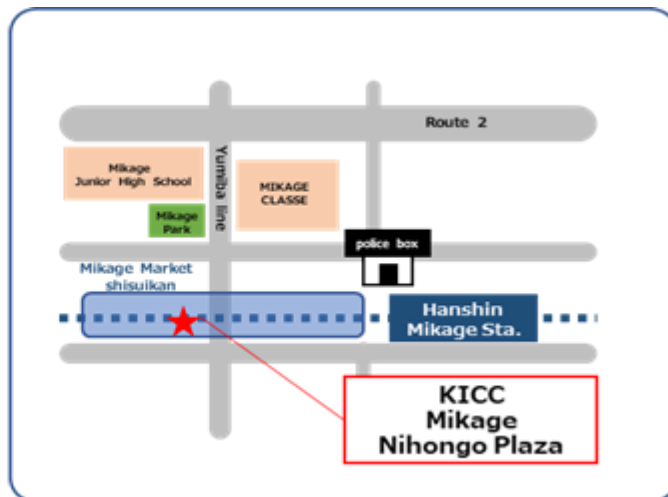 Route 2
Mikage
Junior High School
Yumiba line
MIKAGE
CLASSE
Mikage
Park
police box
Mikage Market
shisuikan
Hanshin
Mikage Sta.
KICC
Mikage
Nihongo Plaza